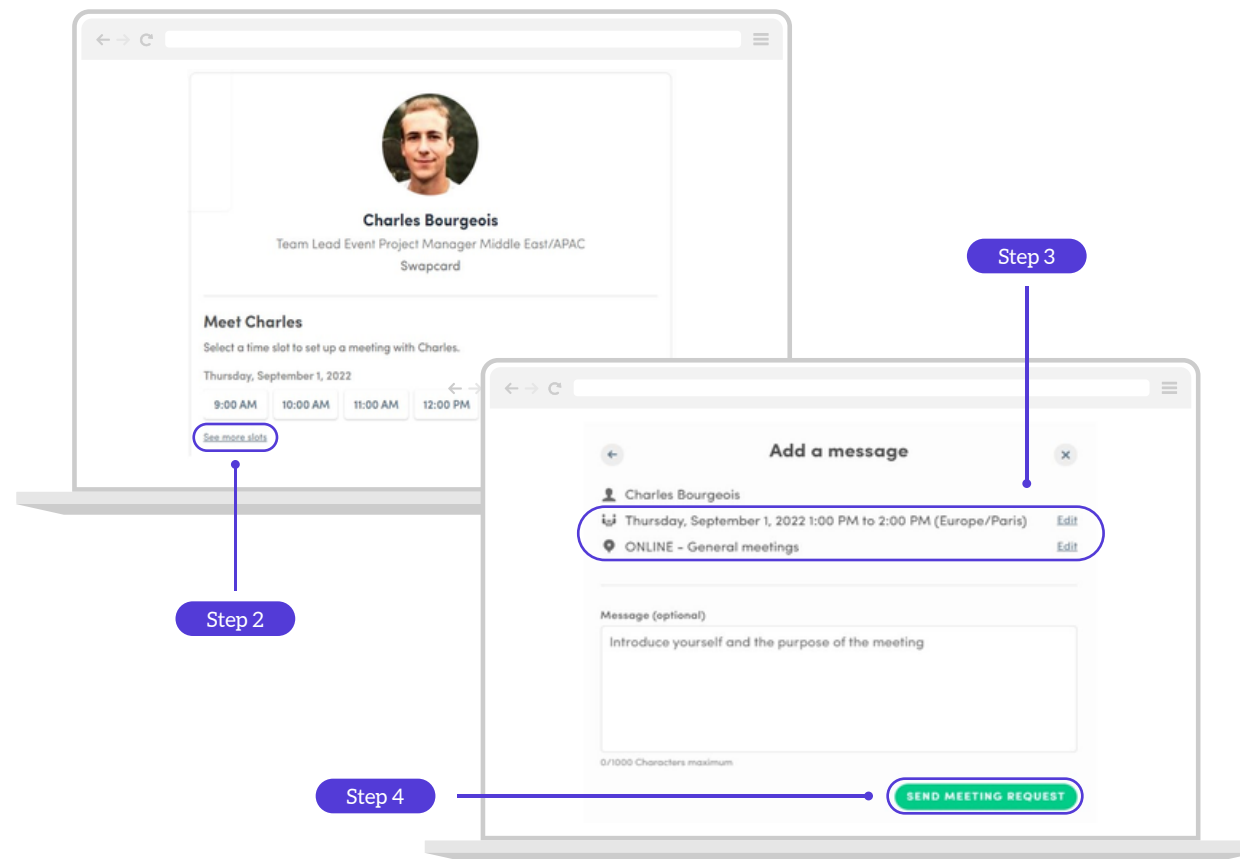 Charles Bourgeois
Team Lead Event Project Manager Middle East/APAC
Swapcard
Meet Charles
Select a time slot to set up a meeting with Charles.
Thursday, September 1, 2022
9:00 AM 10:00 AM 11:00 AM 12:00 PM
See more slots
Step 2
Step 3
Add a message
Charles Bourgeois
Thursday, September 1, 2022 1:00 PM to 2:00 PM (Europe/Paris) Edit
ONLINE - General meetings Edit
Message (optional)
Introduce yourself and the purpose of the meeting
0/1000 Characters maximum
Step 4
SEND MEETING REQUEST